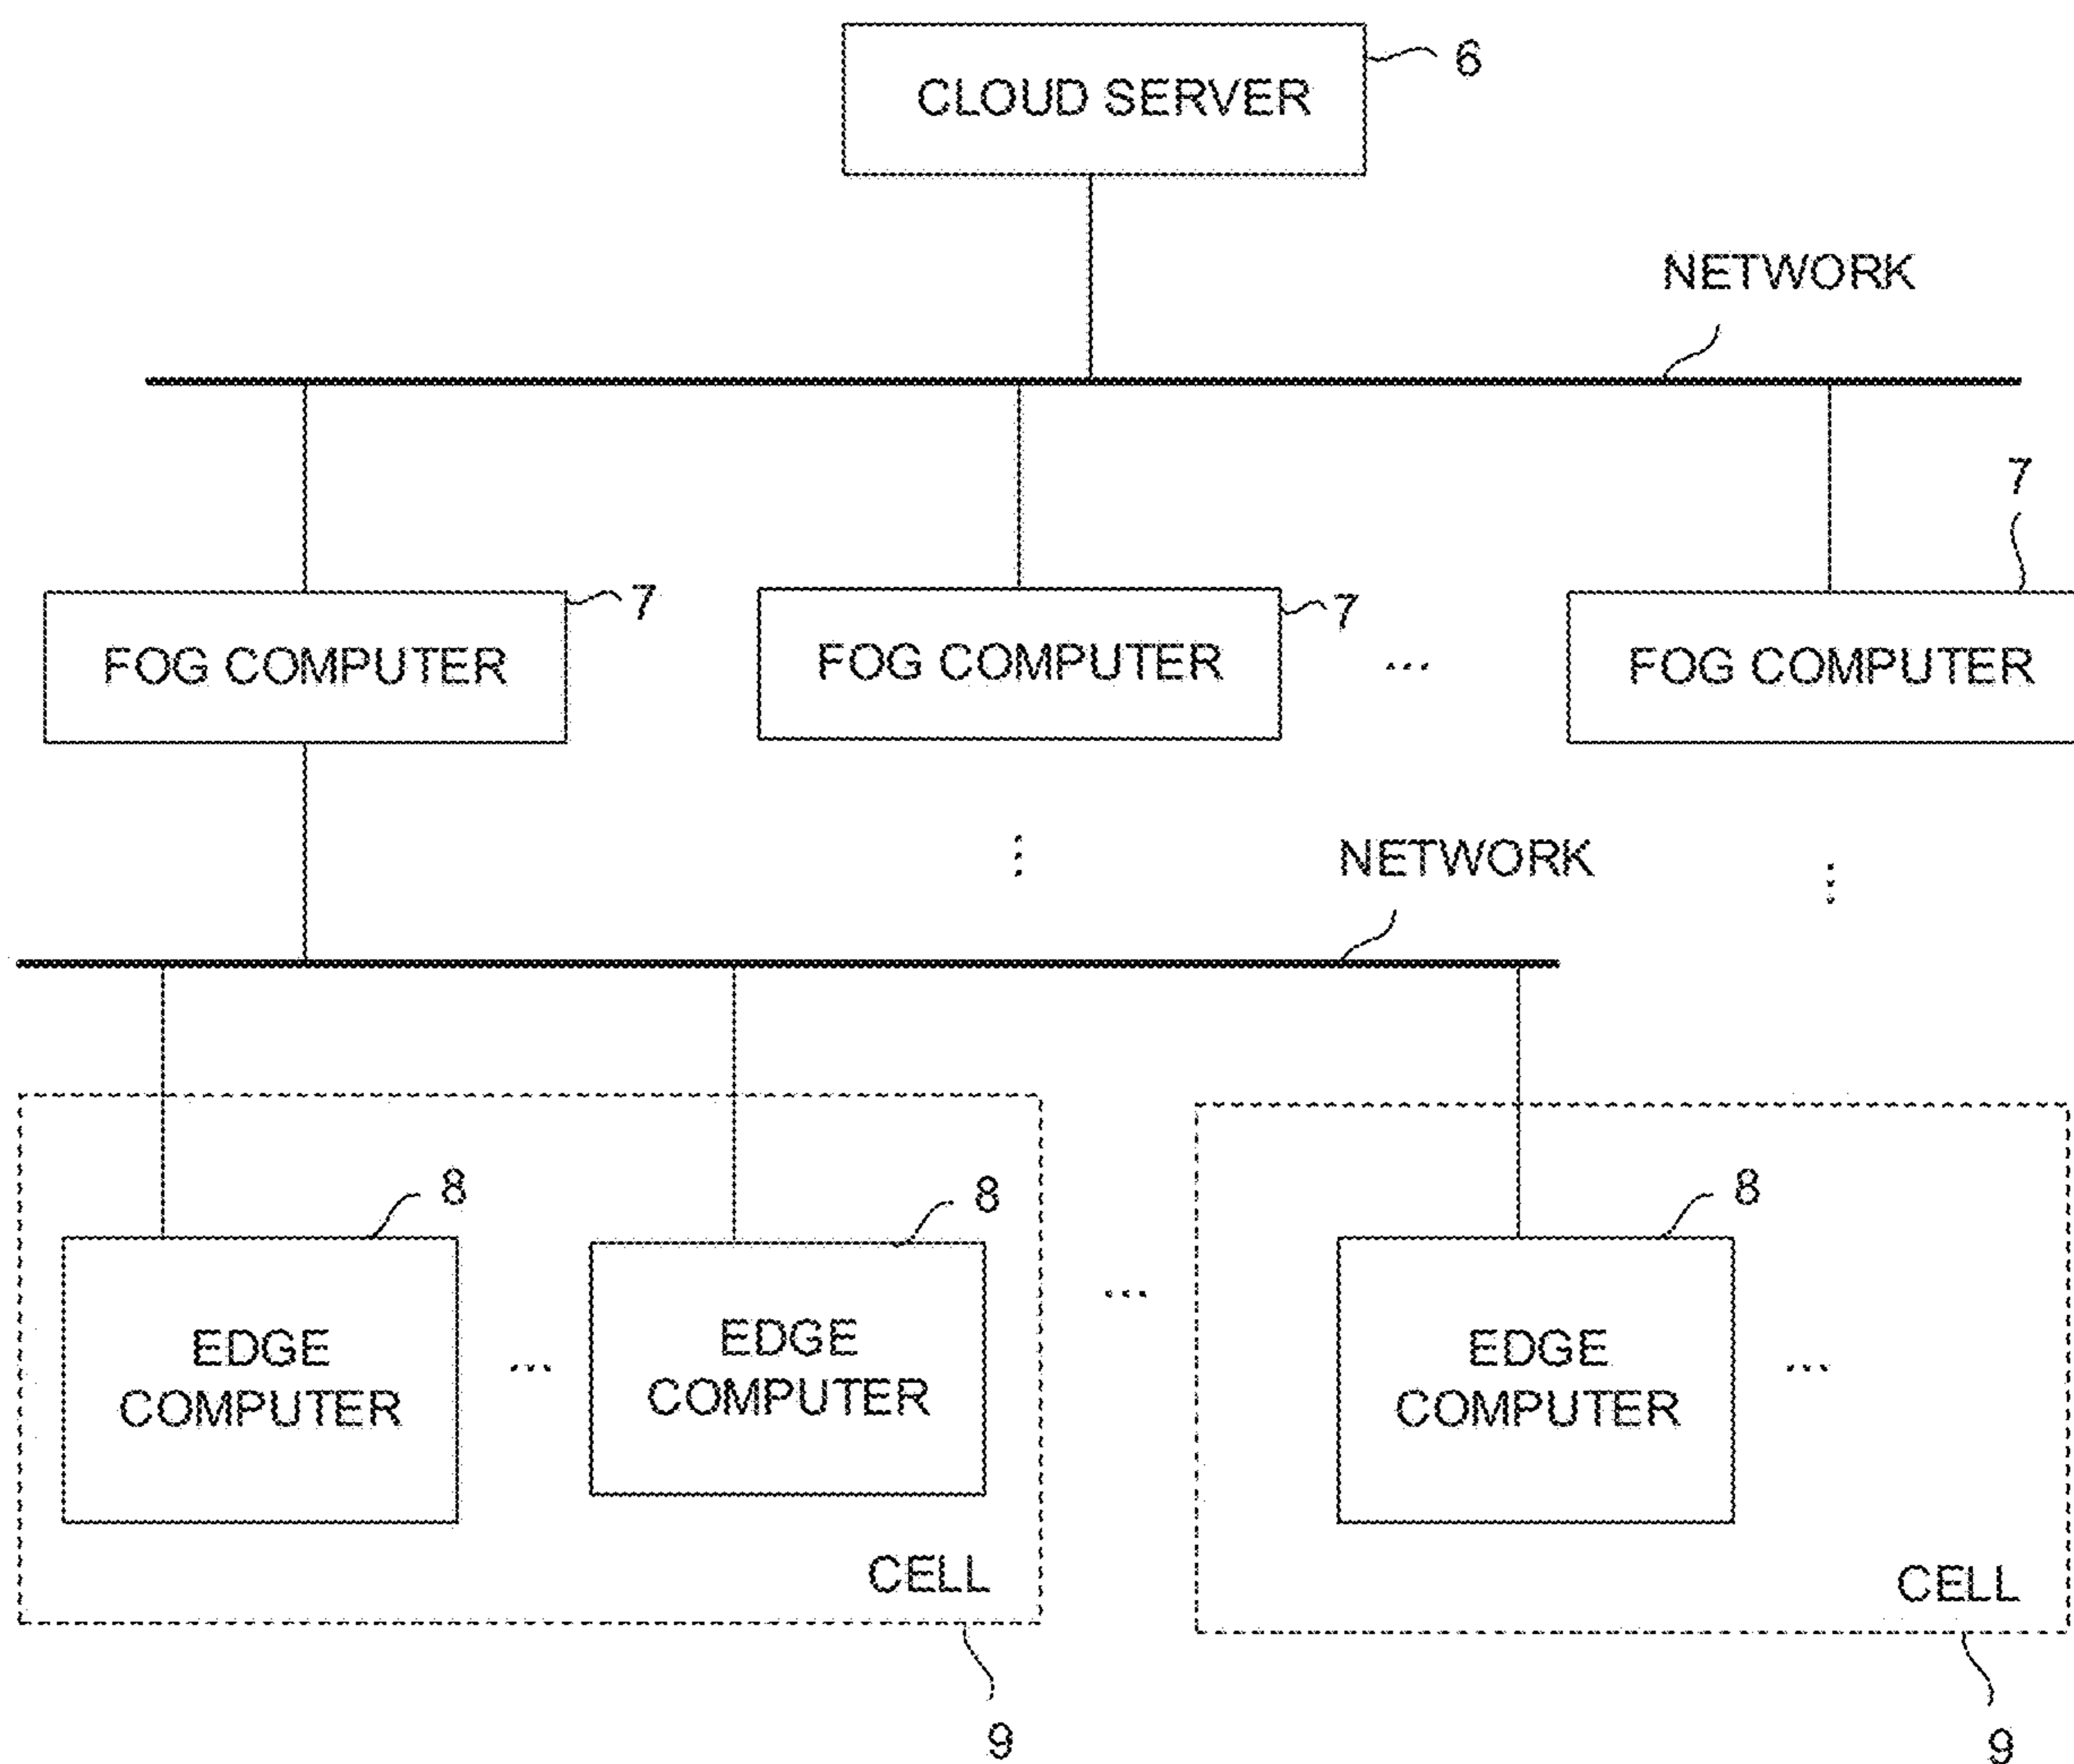 CLOUD SERVER
6
NETWORK
7
FOG COMPUTER
7
FOG COMPUTER
7
...
FOG COMPUTER
NETWORK
8
8
8
EDGE
COMPUTER
...
EDGE
COMPUTER
...
EDGE
COMPUTER
...
CELL
CELL
9
9